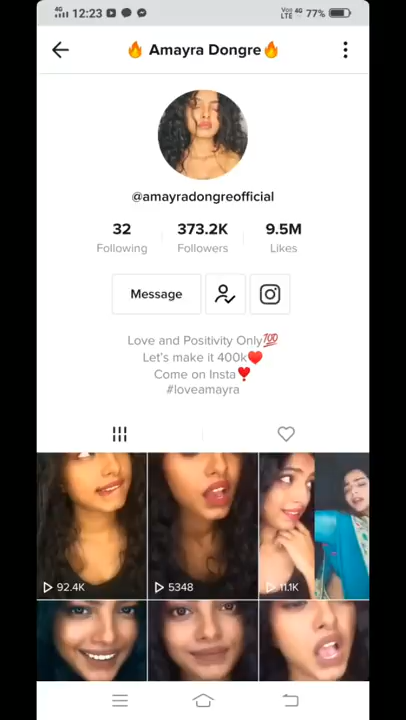 4G 12:23 Voo LTE 4G 77%
🔥 Amayra Dongre🔥
@amayradongreofficial
32 373.2K 9.5M
Following Followers Likes
Message
Love and Positivity Only💯
Let's make it 400k♥️
Come on Insta❣️
#loveamayra
92.4K 5348 11.1K